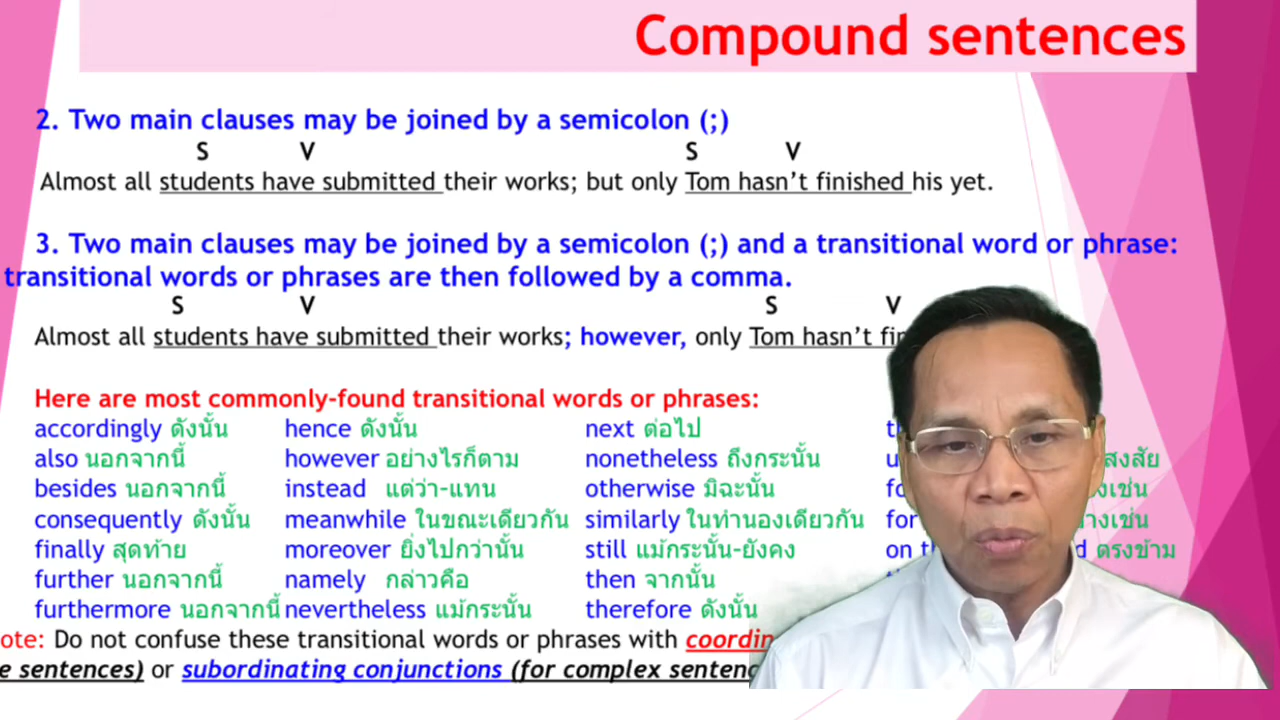 Compound sentences
2. Two main clauses may be joined by a semicolon (;)
S V S V
Almost all students have submitted their works; but only Tom hasn't finished his yet.
3. Two main clauses may be joined by a semicolon (;) and a transitional word or phrase:
transitional words or phrases are then followed by a comma.
S V S V
Almost all students have submitted their works; however, only Tom hasn't
Here are most commonly-found transitional words or phrases:
accordingly ดังนั้น hence ดังนั้น next ต่อไป
also นอกจากนี้ however อย่างไรก็ตาม nonetheless ถึงกระนั้น
besides นอกจากนี้ instead แต่ว่า-แทน otherwise มิฉะนั้น
consequently ดังนั้น meanwhile ในขณะเดียวกัน similarly ในทำนองเดียวกัน for
finally สุดท้าย moreover ยิ่งไปกว่านั้น still แม้กระนั้น-ยังคง on ตรงข้าม
further นอกจากนี้ namely กล่าวคือ then จากนั้น
furthermore นอกจากนี้ nevertheless แม้กระนั้น therefore ดังนั้น
ote: Do not confuse these transitional words or phrases with
e sentences) or subordinating conjunctions (for complex